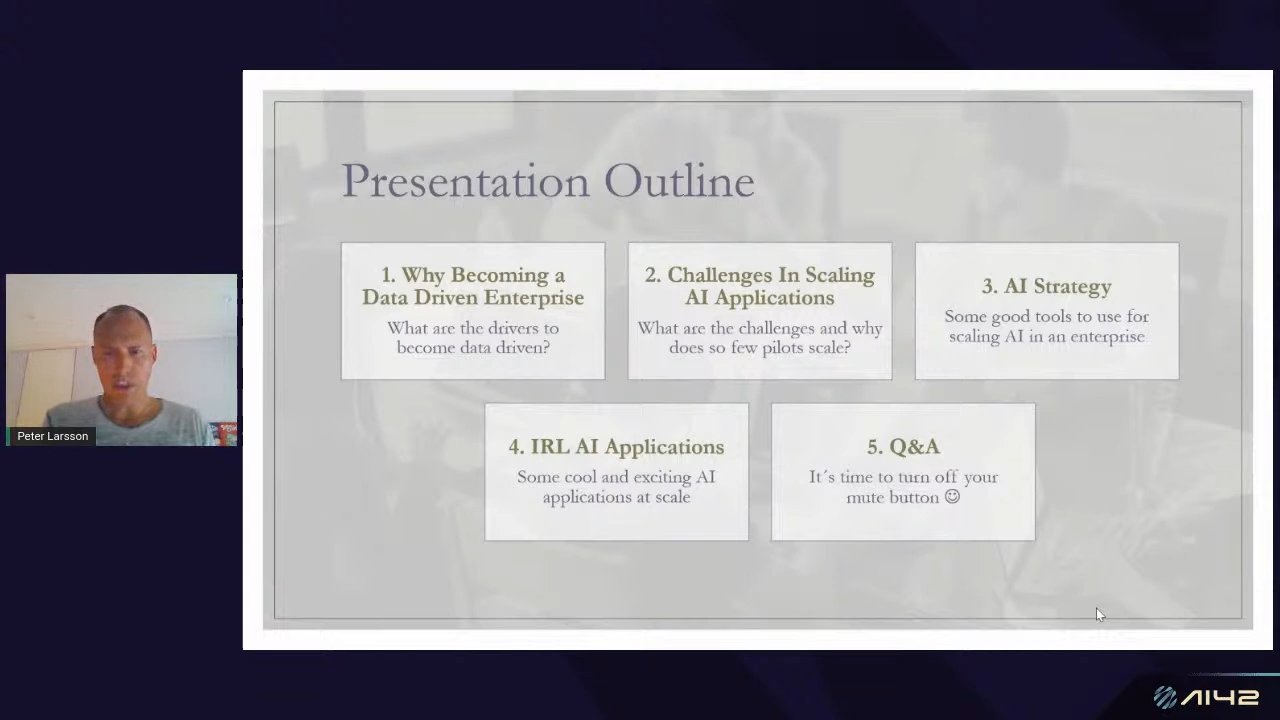 Presentation Outline
1. Why Becoming a
Data Driven Enterprise
What are the drivers to
become data driven?
2. Challenges In Scaling
AI Applications
What are the challenges and why
does so few pilots scale?
3. AI Strategy
Some good tools to use for
scaling AI in an enterprise
4. IRL AI Applications
Some cool and exciting AI
applications at scale
5. Q&A
It´s time to turn off your
mute button ☺
Peter Larsson
AI42